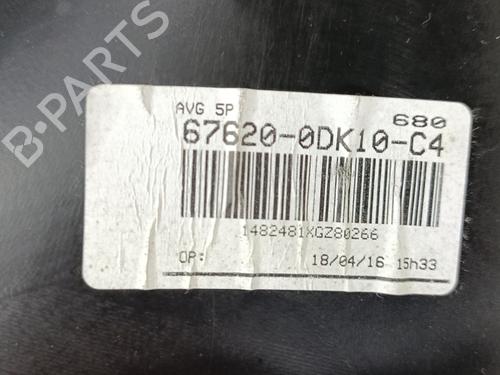 B-PARTS
AVG 5P 680
67620-0DK10-C4
1482481XGZ80266
OP: 18/04/16 15h33